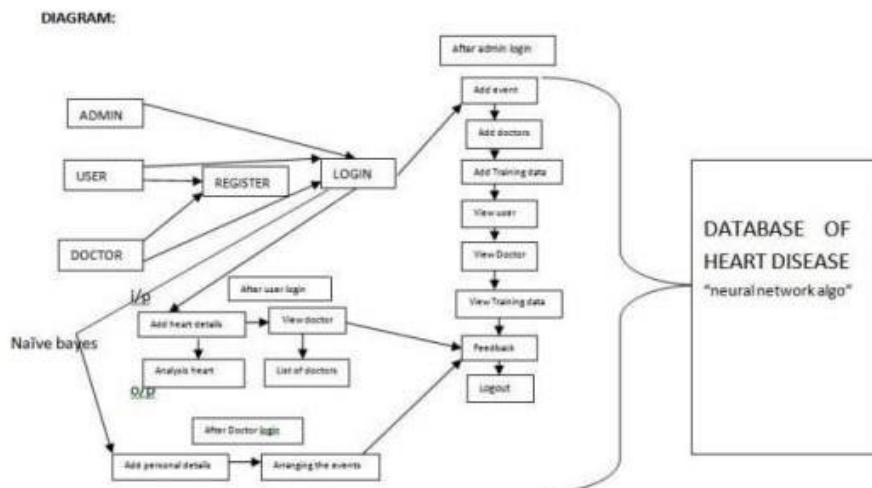 DIAGRAM:
After admin login
Add event
ADMIN
Add doctors
USER
REGISTER
LOGIN
Add Training data
View user
DOCTOR
View Doctor
DATABASE OF
HEART DISEASE
"neural network algo"
i/p
After user login
View Training data
Add heart details
View doctor
Naïve bayes
Feedback
Analysis heart
List of doctors
o/p
Logout
After Doctor login
Add personal details
Arranging the events